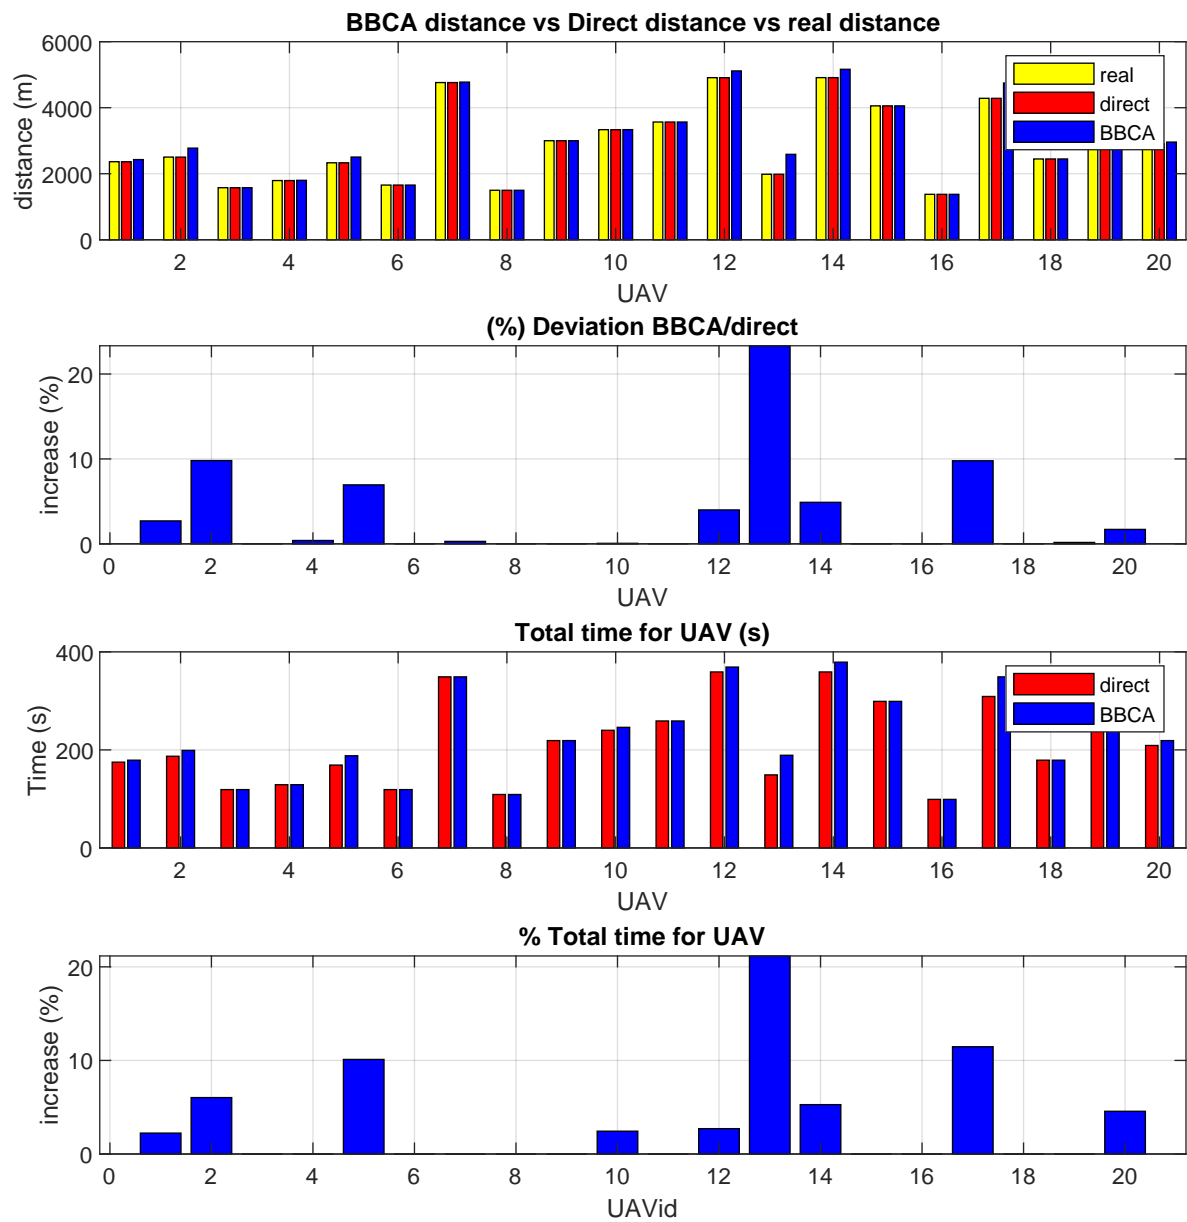 BBCA distance vs Direct distance vs real distance
6000
4000
2000
0
distance (m)
real
direct
BBCA
2 4 6 8 10 12 14 16 18 20
UAV
(%) Deviation BBCA/direct
20
10
0
increase (%)
0 2 4 6 8 10 12 14 16 18 20
UAV
Total time for UAV (s)
400
200
0
Time (s)
direct
BBCA
2 4 6 8 10 12 14 16 18 20
UAV
% Total time for UAV
20
10
0
increase (%)
0 2 4 6 8 10 12 14 16 18 20
UAVid